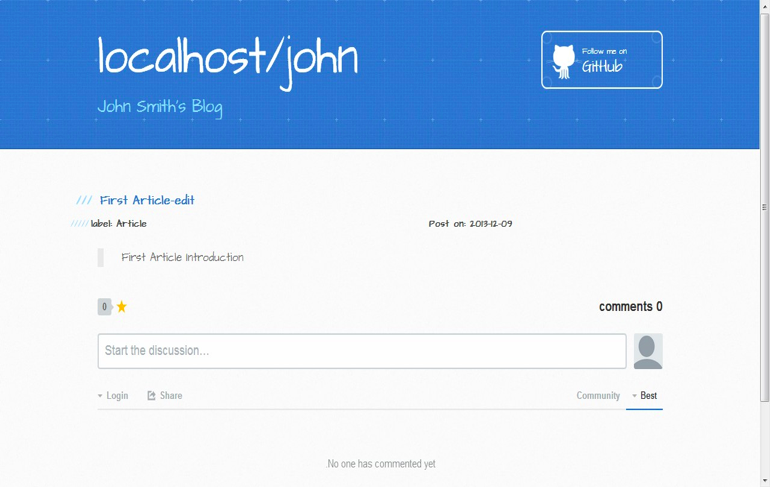 localhost/john
Follow me on
GitHub
John Smith's Blog
/// First Article-edit
///// label: Article
Post on: 2013-12-09
First Article Introduction
0
comments 0
Start the discussion...
Login
Share
Community
Best
No one has commented yet